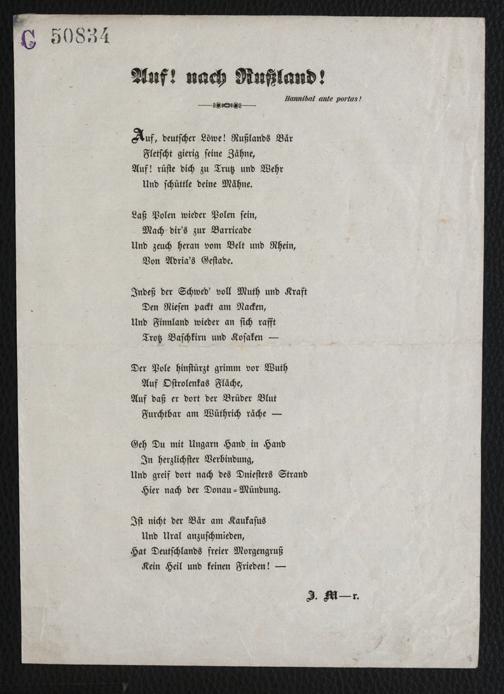 C 50834
Auf! nach Rußland!
Hannibal ante portas!
Auf, deutscher Löwe! Rußlands Bär
Fletscht gierig seine Zähne,
Auf! rüste dich zu Trutz und Wehr
Und schüttle deine Mähne.
Laß Polen wieder Polen sein,
Mach dir's zur Barricade
Und zeuch heran vom Belt und Rhein,
Von Adria's Gestade.
Indeß der Schwed' voll Muth und Kraft
Den Riesen packt am Nacken,
Und Finnland wieder an sich rafft
Trotz Baschkirn und Kosaken —
Der Pole hinstürzt grimm vor Wuth
Auf Ostrolenkas Fläche,
Auf daß er dort der Brüder Blut
Furchtbar am Wüthrich räche —
Geh Du mit Ungarn Hand in Hand
In herzlichster Verbindung,
Und greif dort nach des Dniesters Strand
Hier nach der Donau-Mündung.
Ist nicht der Bär am Kaukasus
Und Ural anzuschmieden,
Hat Deutschlands freier Morgengruß
Kein Heil und keinen Frieden! —
J. M—r.